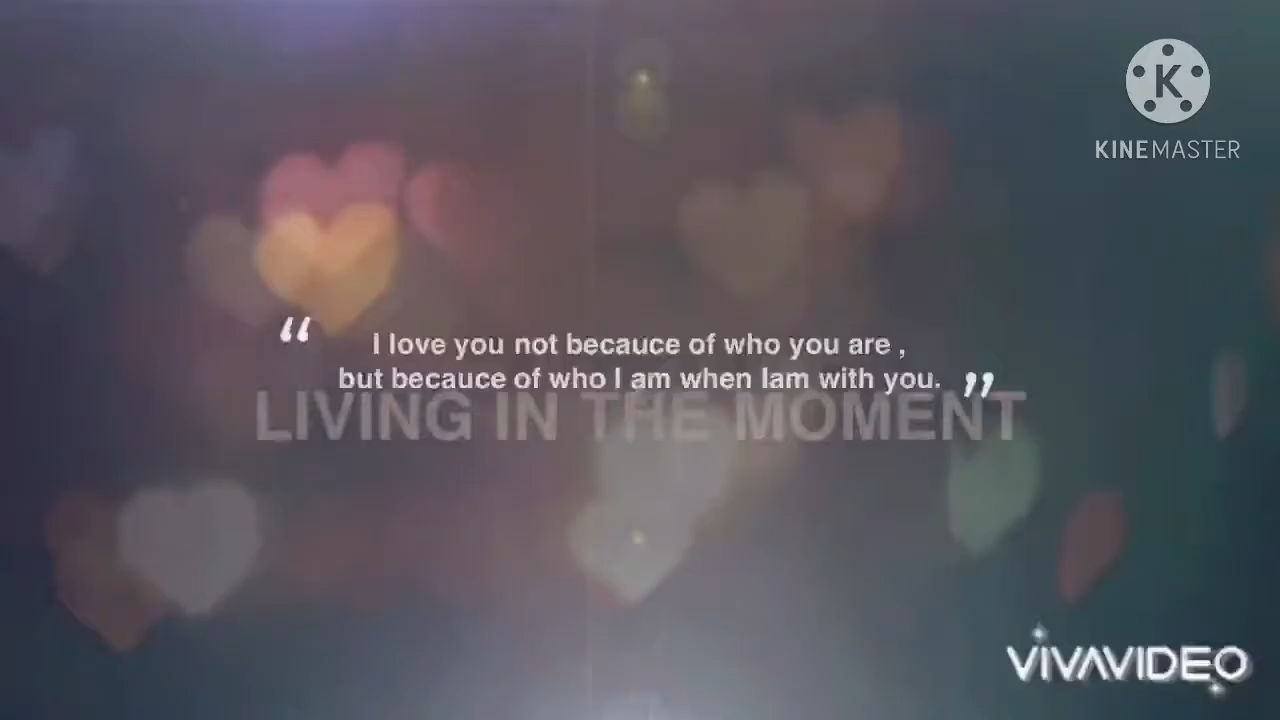 K
KINEMASTER
“ I love you not becauce of who you are ,
but becauce of who I am when Iam with you. ”
LIVING IN THE MOMENT
VIVAVIDEO